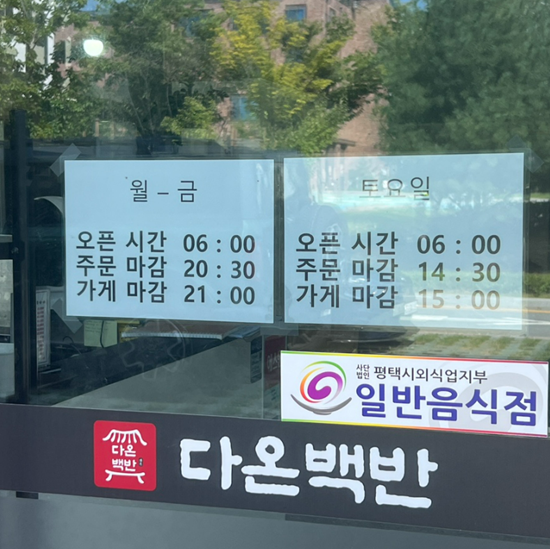 월 – 금
오픈 시간 06 : 00
주문 마감 20 : 30
가게 마감 21 : 00
토요일
오픈 시간 06 : 00
주문 마감 14 : 30
가게 마감 15 : 00
사단법인 평택시외식업지부
일반음식점
다온
백반
다온백반